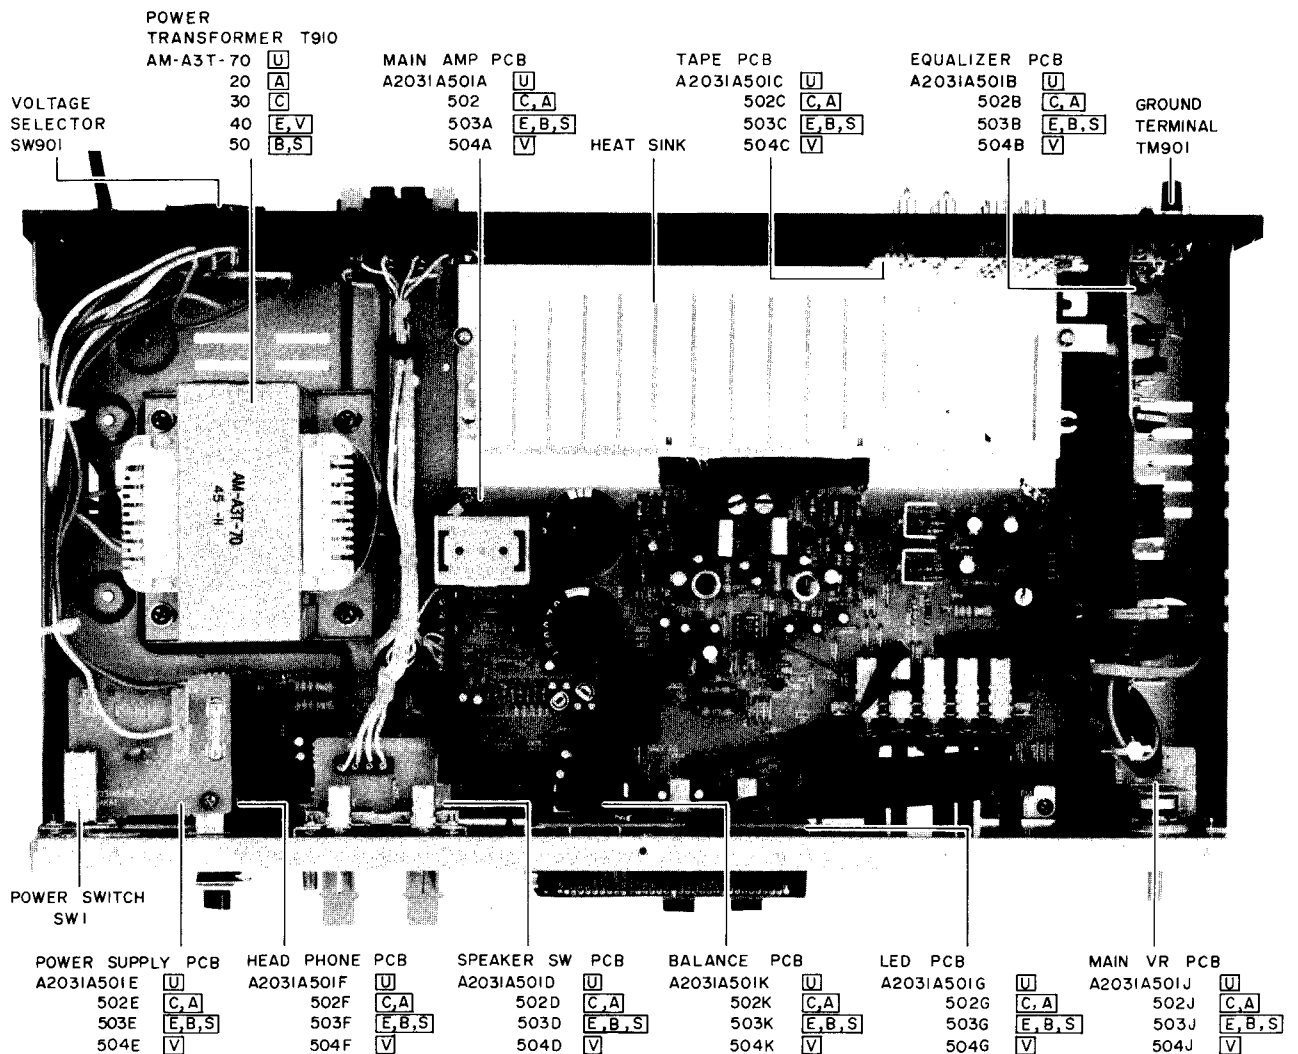 POWER
TRANSFORMER T910
AM-A3T-70 U
20 A
30 C
40 E,V
50 B,S
VOLTAGE
SELECTOR
SW901
MAIN AMP PCB
A2031A501A U
502 C,A
503A E,B,S
504A V
HEAT SINK
TAPE PCB
A2031A501C U
502C C,A
503C E,B,S
504C V
EQUALIZER PCB
A2031A501B U
502B C,A
503B E,B,S
504B V
GROUND
TERMINAL
TM901
AM-A3T-70
45-H
POWER SWITCH
SW1
POWER SUPPLY PCB
A2031A501E U
502E C,A
503E E,B,S
504E V
HEAD PHONE PCB
A2031A501F U
502F C,A
503F E,B,S
504F V
SPEAKER SW PCB
A2031A501D U
502D C,A
503D E,B,S
504D V
BALANCE PCB
A2031A501K U
502K C,A
503K E,B,S
504K V
LED PCB
A2031A501G U
502G C,A
503G E,B,S
504G V
MAIN VR PCB
A2031A501J U
502J C,A
503J E,B,S
504J V